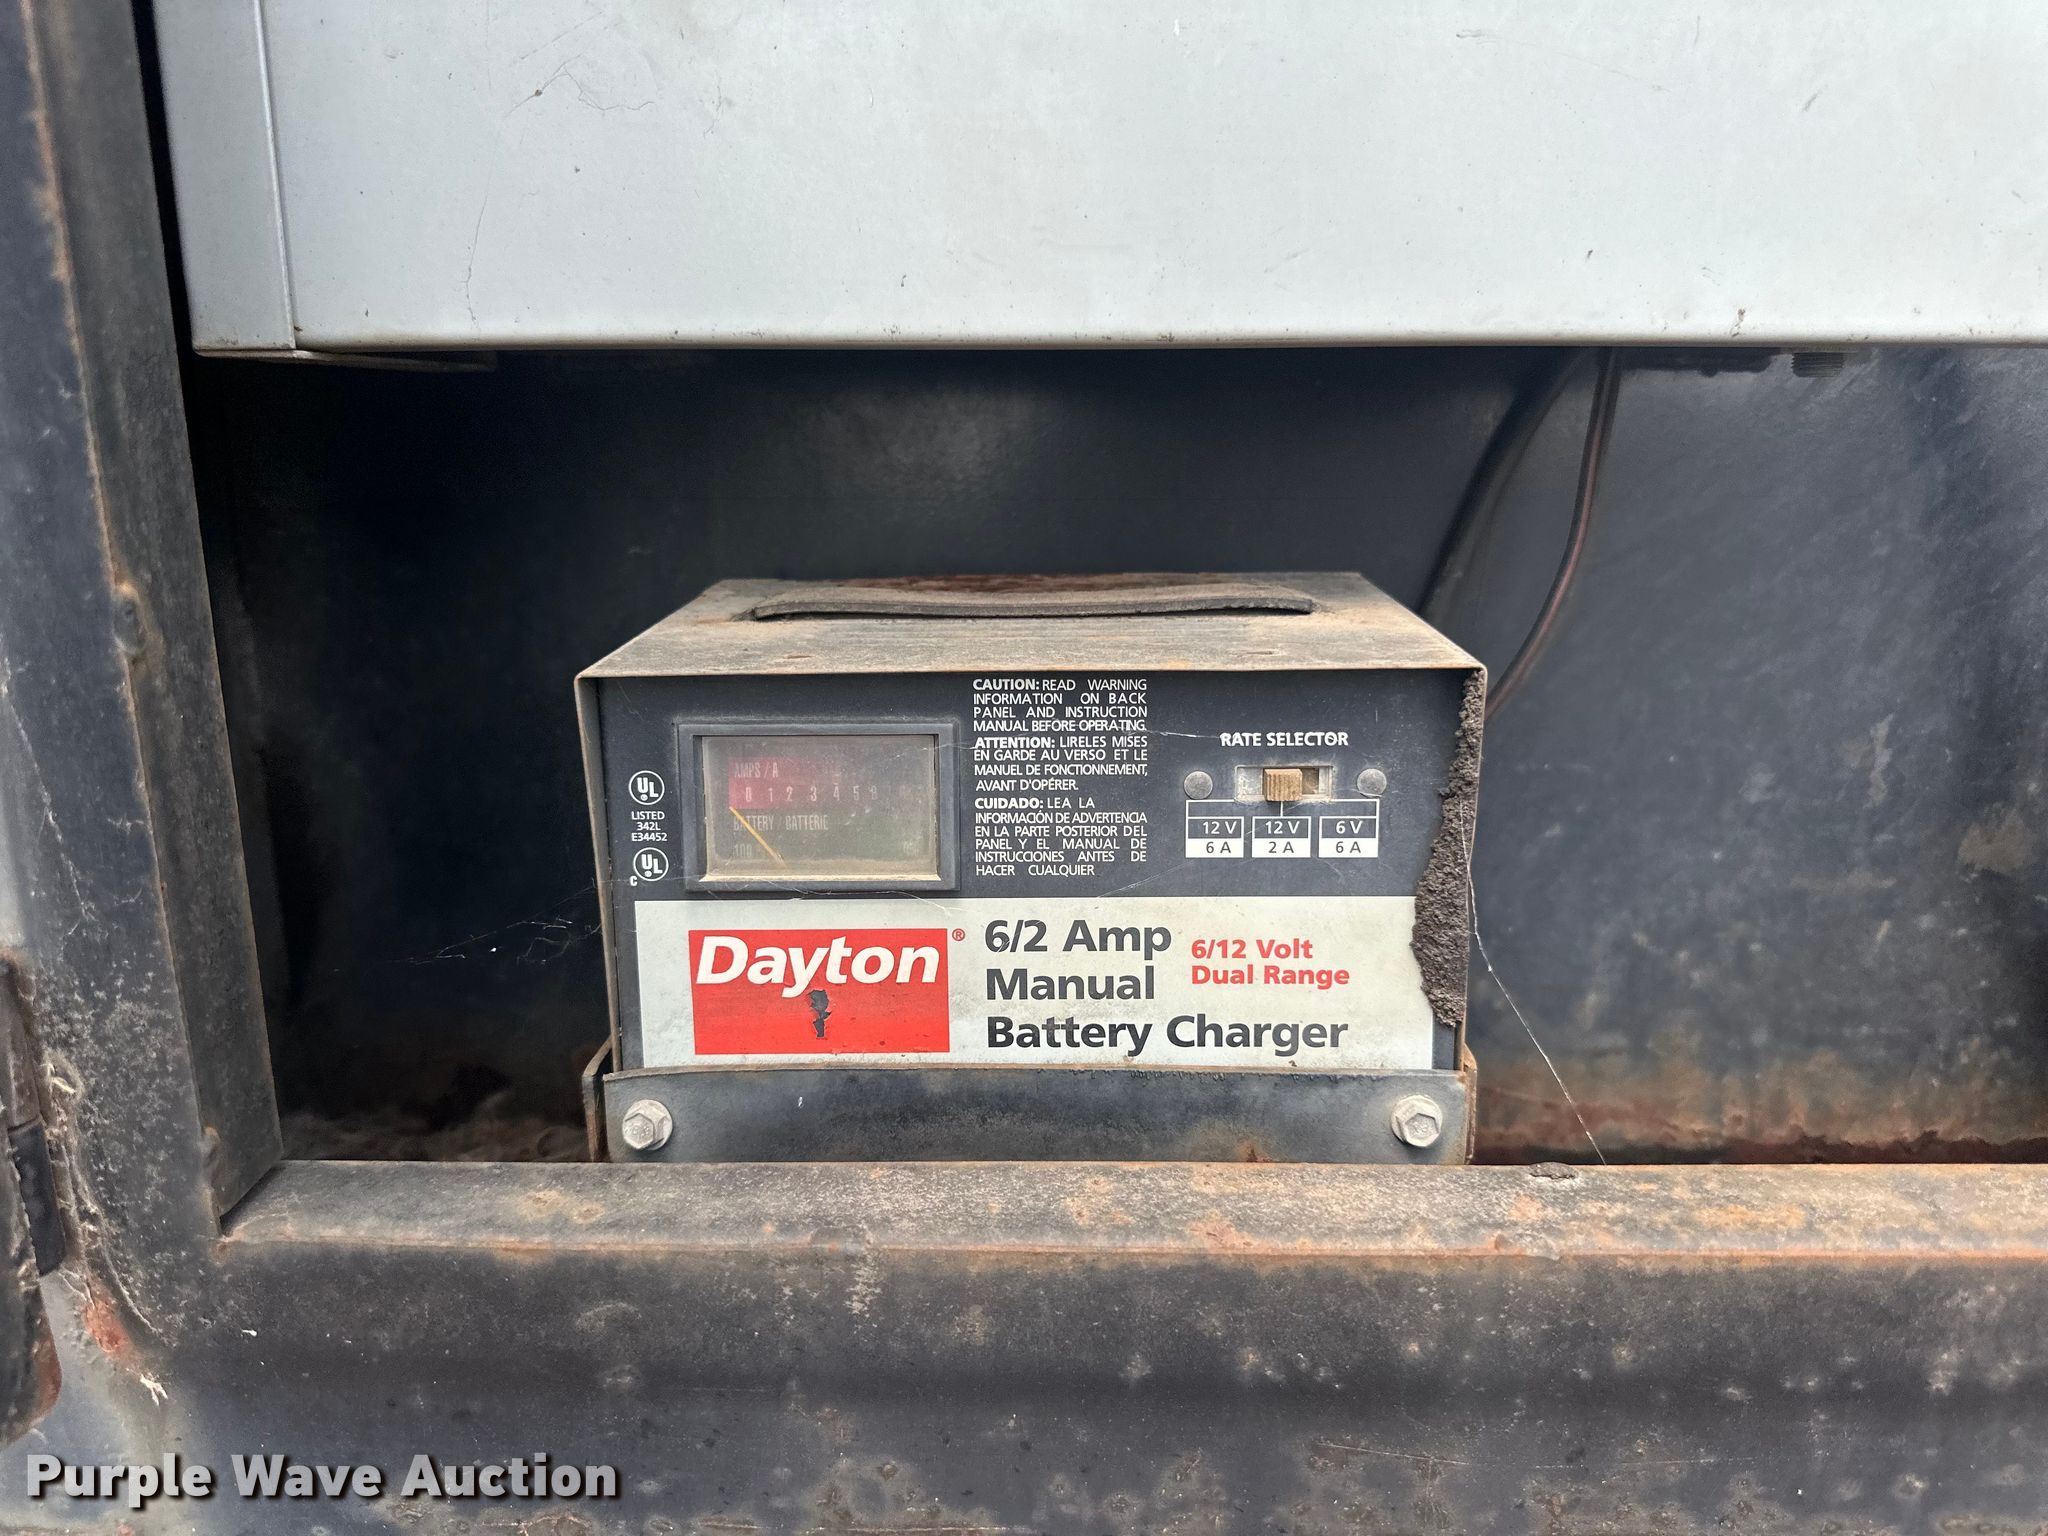 CAUTION: READ WARNING
INFORMATION ON BACK
PANEL AND INSTRUCTION
MANUAL BEFORE OPERATING.
ATTENTION: LIRELES MISES
EN GARDE AU VERSO ET LE
MANUEL DE FONCTIONNEMENT,
AVANT D'OPÉRER.
CUIDADO: LEA LA
INFORMACIÓN DE ADVERTENCIA
EN LA PARTE POSTERIOR DEL
PANEL Y EL MANUAL DE
INSTRUCCIONES ANTES DE
HACER CUALQUIER
RATE SELECTOR
12 V 12 V 6 V
6 A 2 A 6 A
AMPS / A
0 1 2 3 4 5
BATTERY / BATTERIE
100
UL
LISTED
342L
E34452
C UL
Dayton®
6/2 Amp
Manual
Battery Charger
6/12 Volt
Dual Range
Purple Wave Auction